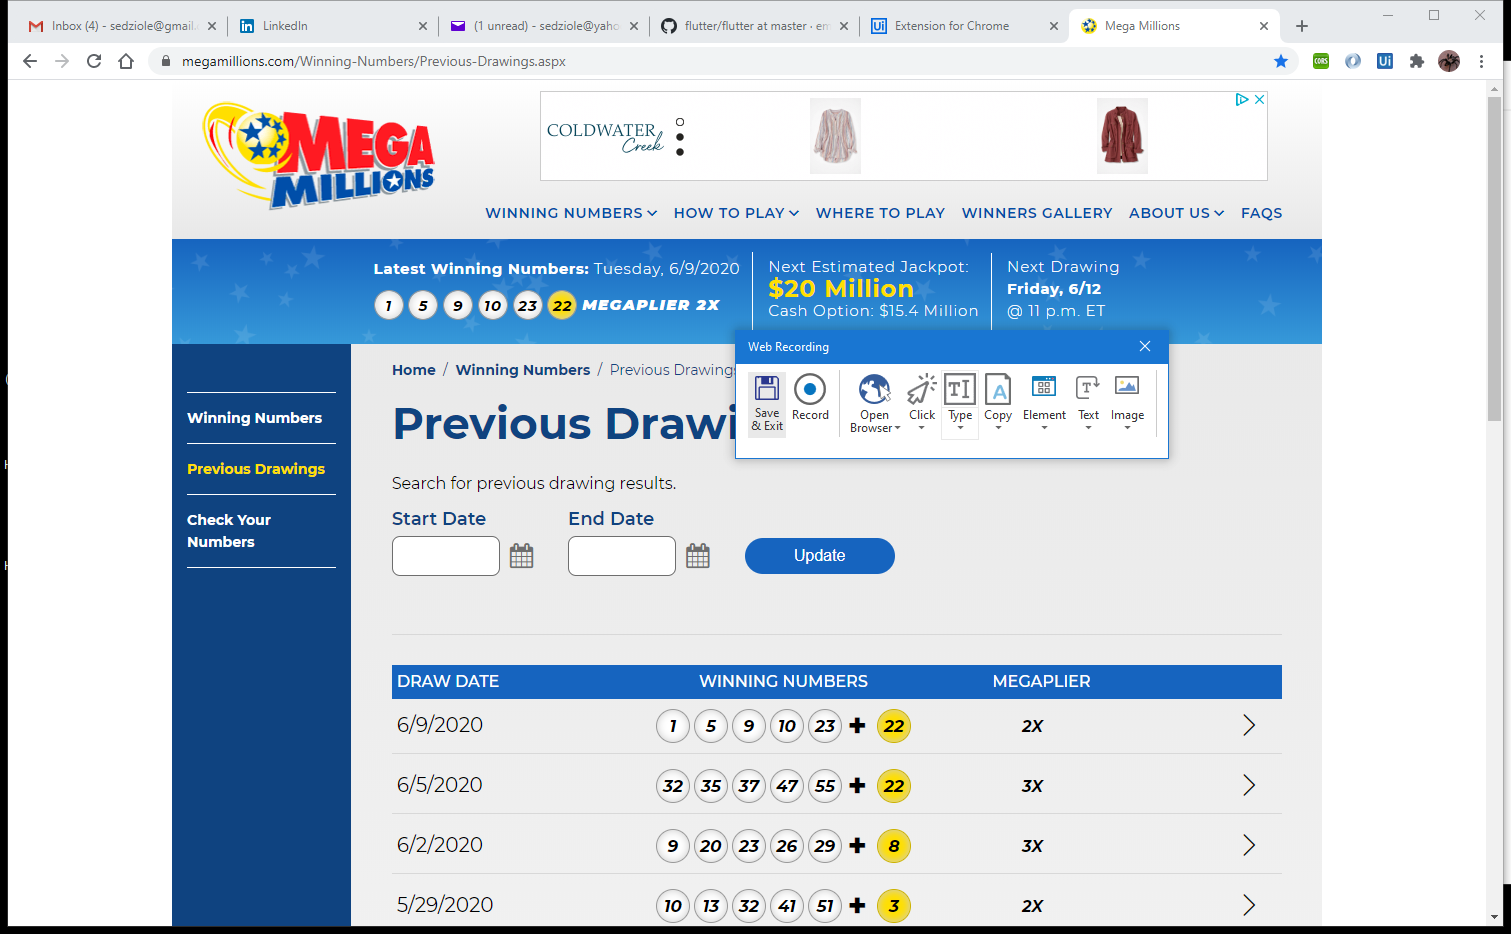 Inbox (4) - sedziole@gmail.
LinkedIn
(1 unread) - sedziole@yaho
flutter/flutter at master · em
Ui
Extension for Chrome
Mega Millions
megamillions.com/Winning-Numbers/Previous-Drawings.aspx
CORS
Ui
MEGA
MILLIONS
COLDWATER
Creek
WINNING NUMBERS
HOW TO PLAY
WHERE TO PLAY
WINNERS GALLERY
ABOUT US
FAQS
Latest Winning Numbers: Tuesday, 6/9/2020
1 5 9 10 23 22 MEGAPLIER 2X
Next Estimated Jackpot:
$20 Million
Cash Option: $15.4 Million
Next Drawing
Friday, 6/12
@ 11 p.m. ET
Web Recording
Save
& Exit
Record
Open
Browser
Click
Type
Copy
Element
Text
Image
Winning Numbers
Previous Drawings
Check Your
Numbers
Home / Winning Numbers / Previous Drawings
Previous Drawi
Search for previous drawing results.
Start Date
End Date
Update
DRAW DATE WINNING NUMBERS MEGAPLIER
6/9/2020 1 5 9 10 23 + 22 2X
6/5/2020 32 35 37 47 55 + 22 3X
6/2/2020 9 20 23 26 29 + 8 3X
5/29/2020 10 13 32 41 51 + 3 2X